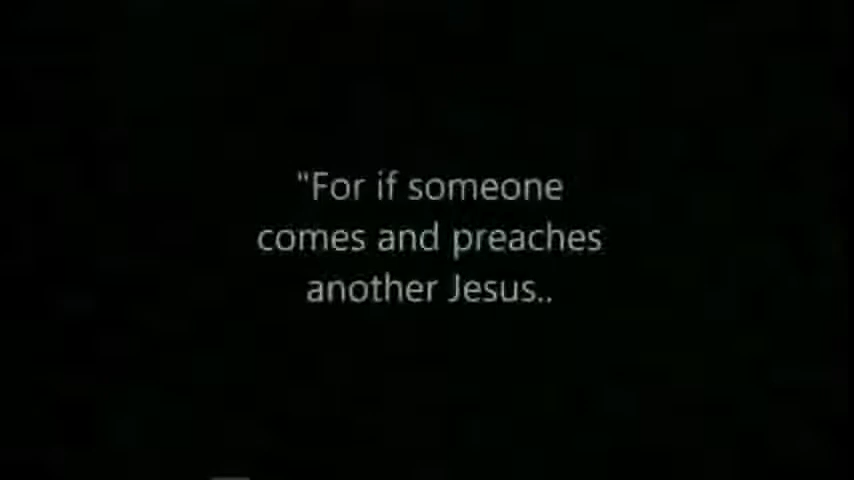 "For if someone
comes and preaches
another Jesus..